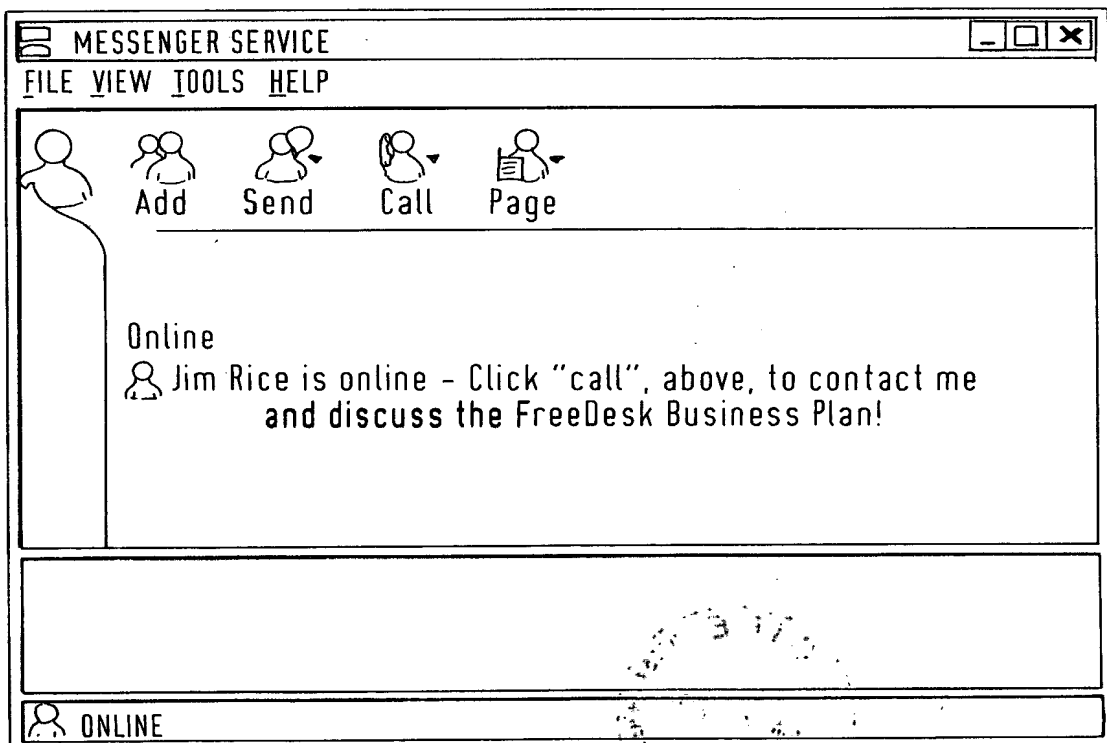 MESSENGER SERVICE
FILE VIEW TOOLS HELP
Add Send Call Page
Online
Jim Rice is online - Click "call", above, to contact me
and discuss the FreeDesk Business Plan!
ONLINE